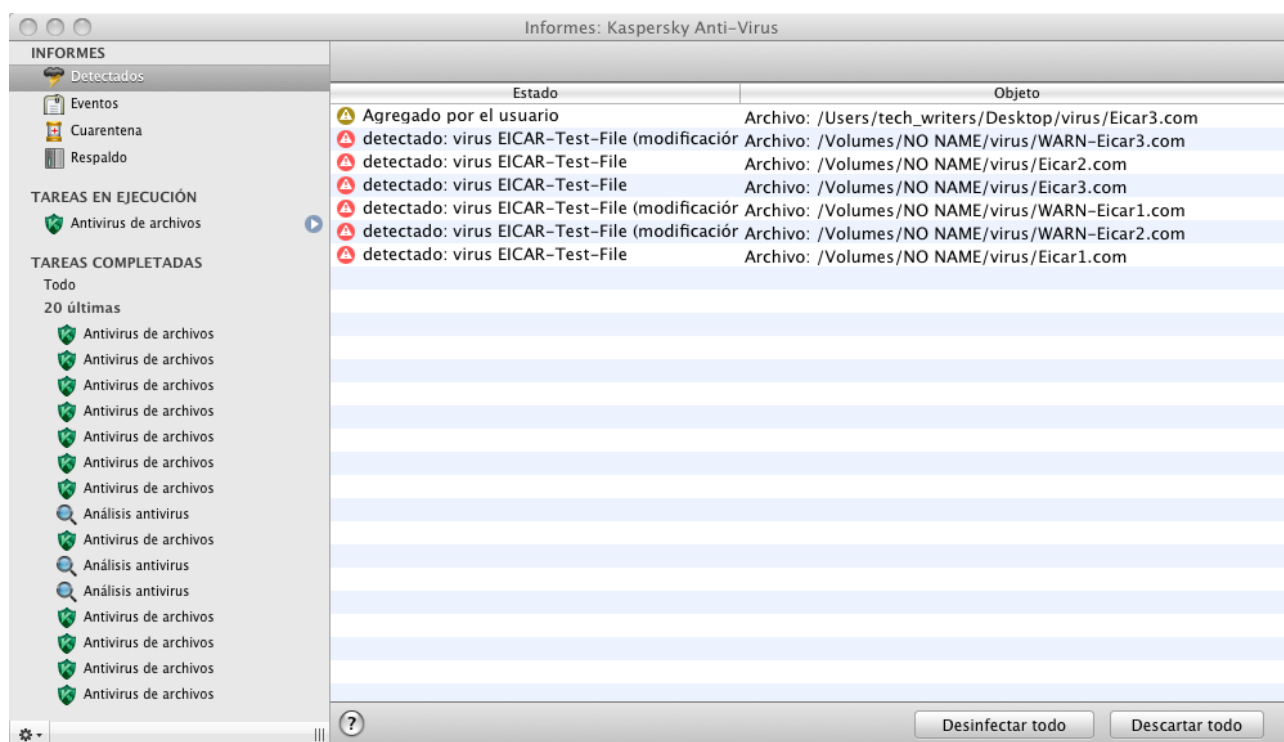 Informes: Kaspersky Anti-Virus
INFORMES
Detectados
Eventos
Cuarentena
Respaldo
TAREAS EN EJECUCIÓN
Antivirus de archivos
TAREAS COMPLETADAS
Todo
20 últimas
Antivirus de archivos
Antivirus de archivos
Antivirus de archivos
Antivirus de archivos
Antivirus de archivos
Antivirus de archivos
Antivirus de archivos
Análisis antivirus
Antivirus de archivos
Análisis antivirus
Análisis antivirus
Antivirus de archivos
Antivirus de archivos
Antivirus de archivos
Antivirus de archivos
Estado Objeto
Agregado por el usuario Archivo: /Users/tech_writers/Desktop/virus/Eicar3.com
detectado: virus EICAR-Test-File (modificación Archivo: /Volumes/NO NAME/virus/WARN-Eicar3.com
detectado: virus EICAR-Test-File Archivo: /Volumes/NO NAME/virus/Eicar2.com
detectado: virus EICAR-Test-File Archivo: /Volumes/NO NAME/virus/Eicar3.com
detectado: virus EICAR-Test-File (modificación Archivo: /Volumes/NO NAME/virus/WARN-Eicar1.com
detectado: virus EICAR-Test-File (modificación Archivo: /Volumes/NO NAME/virus/WARN-Eicar2.com
detectado: virus EICAR-Test-File Archivo: /Volumes/NO NAME/virus/Eicar1.com
? Desinfectar todo Descartar todo